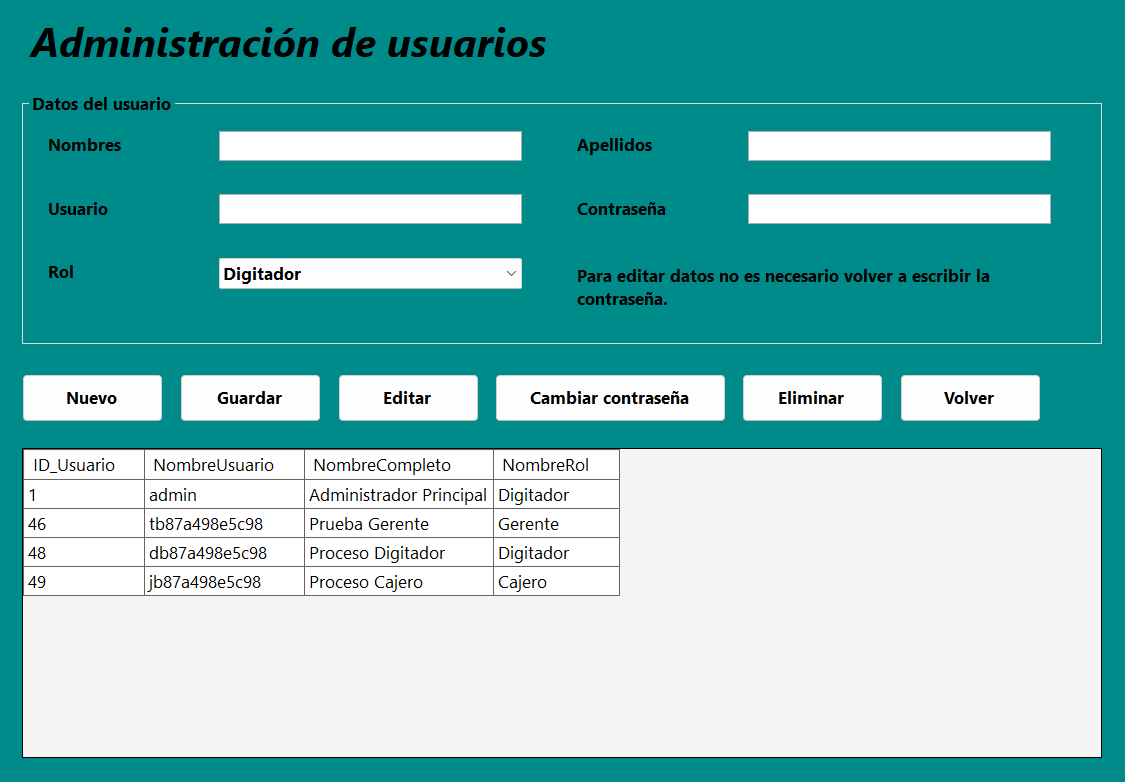 Administración de usuarios
Datos del usuario
Nombres
Apellidos
Usuario
Contraseña
Rol
Digitador
Para editar datos no es necesario volver a escribir la
contraseña.
Nuevo Guardar Editar Cambiar contraseña Eliminar Volver
ID_Usuario NombreUsuario NombreCompleto NombreRol
1 admin Administrador Principal Digitador
46 tb87a498e5c98 Prueba Gerente Gerente
48 db87a498e5c98 Proceso Digitador Digitador
49 jb87a498e5c98 Proceso Cajero Cajero